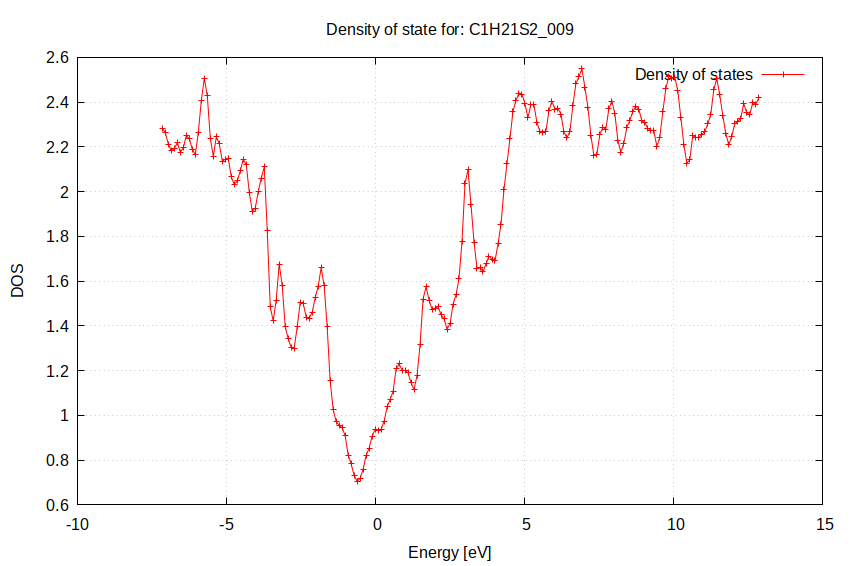 Density of state for: C1H21S2_009
Density of states
2.6
2.4
2.2
2
1.8
1.6
1.4
1.2
1
0.8
0.6
DOS
-10 -5 0 5 10 15
Energy [eV]